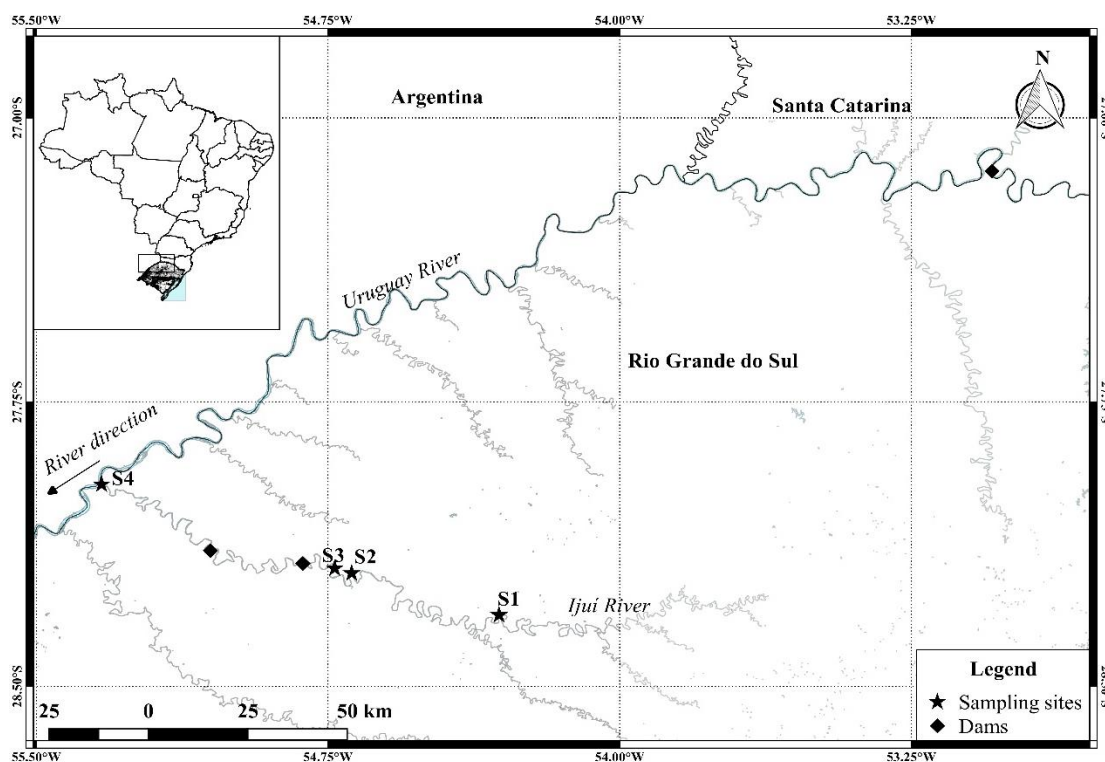 55.50°W 54.75°W 54.00°W 53.25°W
N
Argentina
Santa Catarina
27.00°S
Uruguay River
Rio Grande do Sul
27.75°S
River direction
S4
S3 S2
S1
Ijuí River
28.50°S
Legend
Sampling sites
Dams
25 0 25 50 km
55.50°W 54.75°W 54.00°W 53.25°W